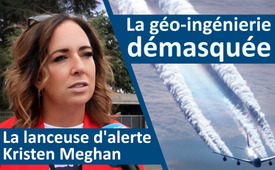 La géo-ingénierie
démasquée
La lanceuse d'alerte
Kristen Meghan